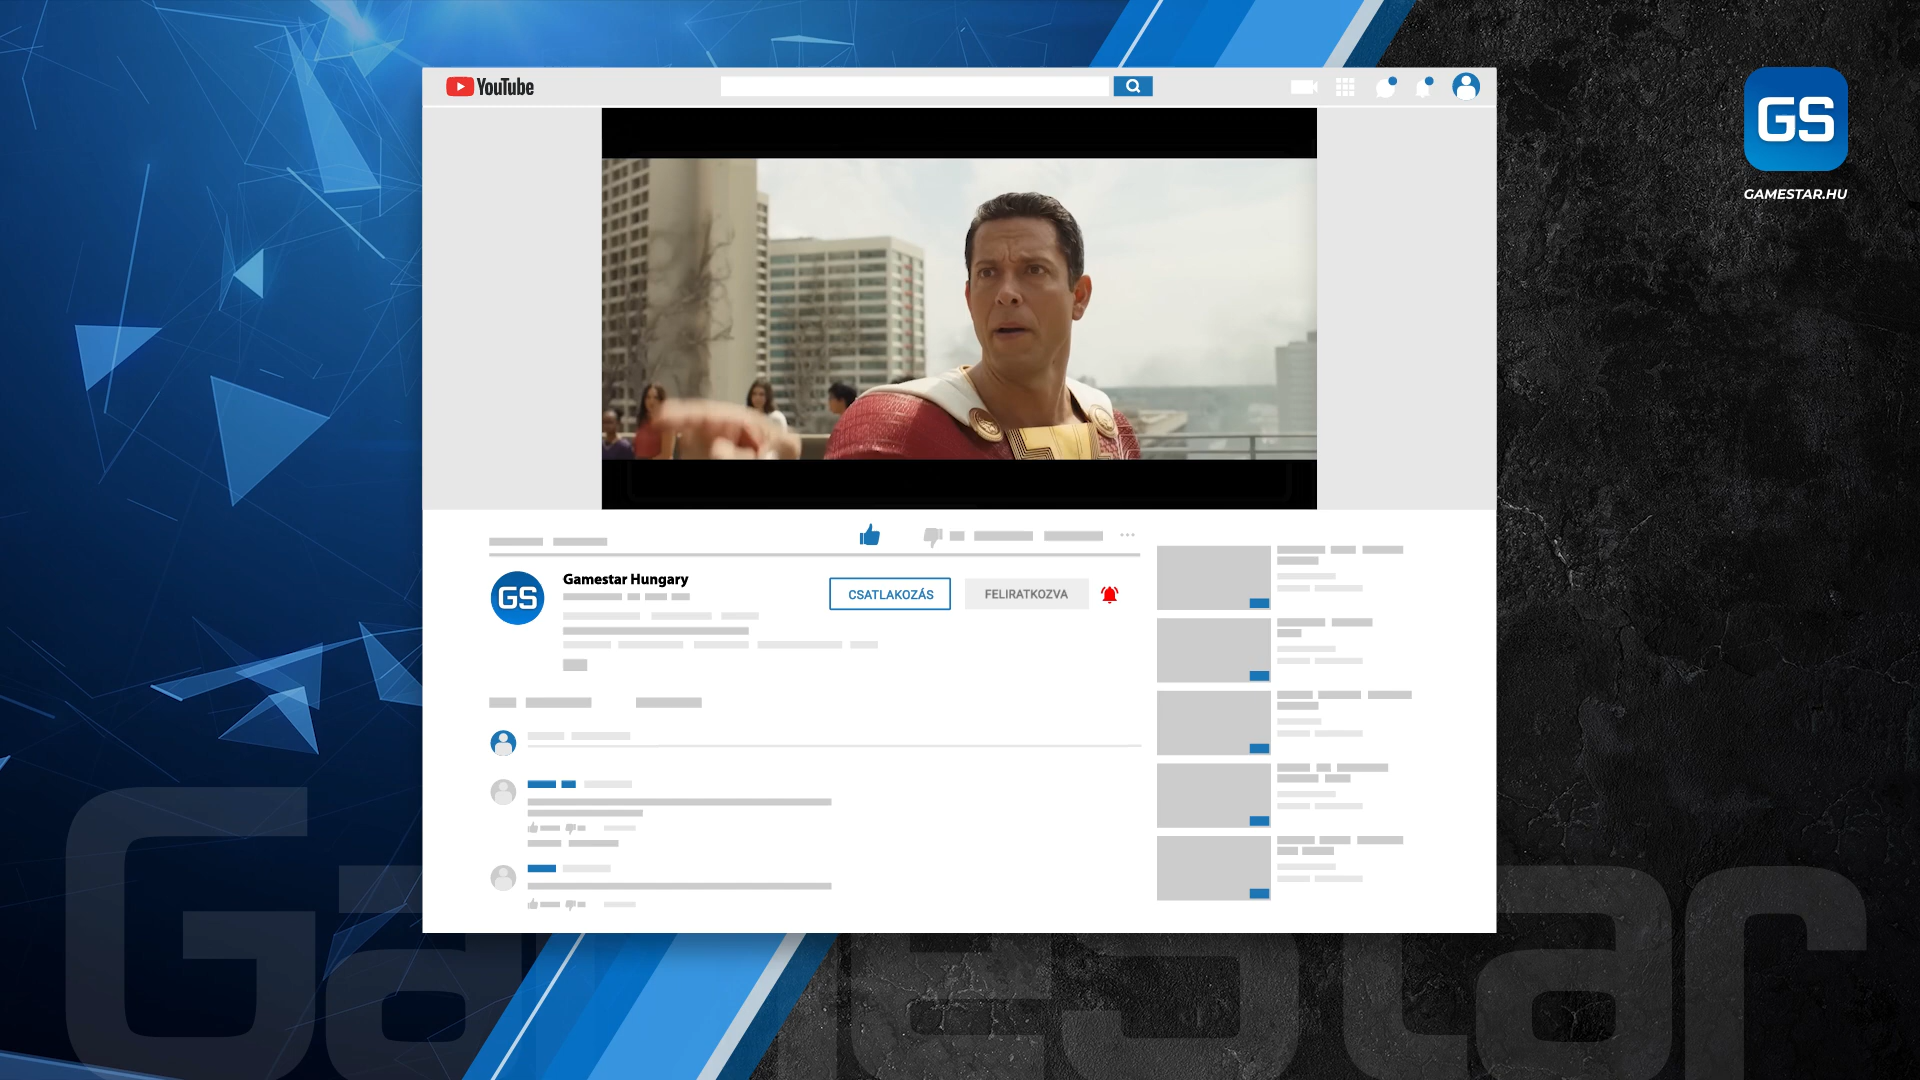 YouTube
GS
GAMESTAR.HU
GS
Gamestar Hungary
CSATLAKOZÁS
FELIRATKOZVA
GameStar